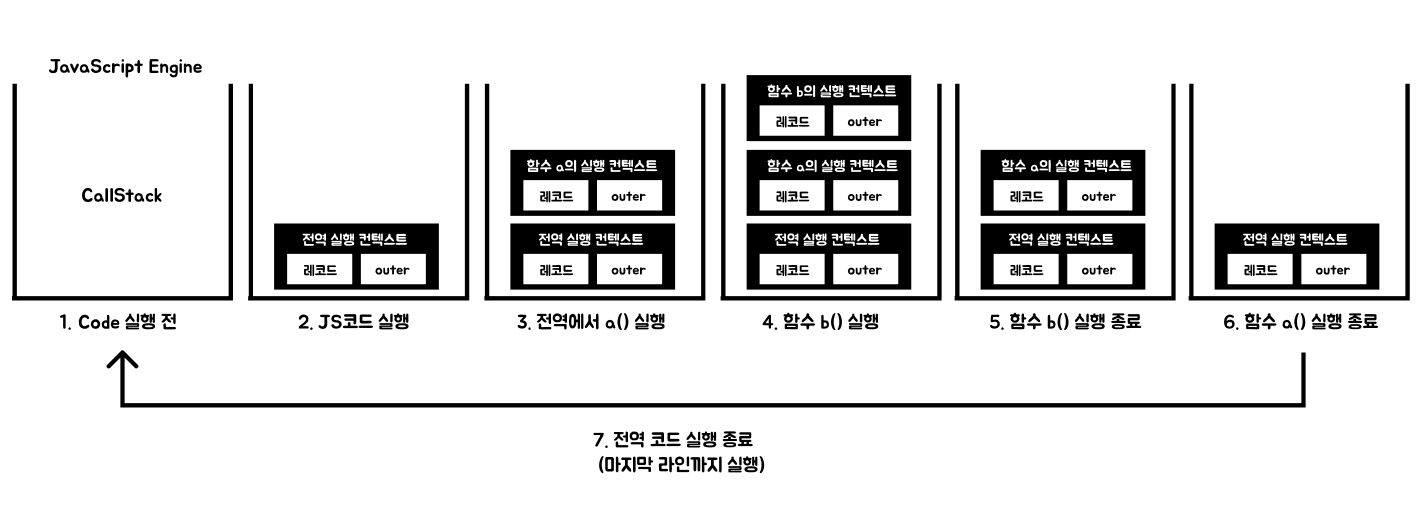 JavaScript Engine
CallStack
1. Code 실행 전
전역 실행 컨텍스트
레코드 outer
2. JS코드 실행
함수 a의 실행 컨텍스트
레코드 outer
전역 실행 컨텍스트
레코드 outer
3. 전역에서 a() 실행
함수 b의 실행 컨텍스트
레코드 outer
함수 a의 실행 컨텍스트
레코드 outer
전역 실행 컨텍스트
레코드 outer
4. 함수 b() 실행
함수 a의 실행 컨텍스트
레코드 outer
전역 실행 컨텍스트
레코드 outer
5. 함수 b() 실행 종료
전역 실행 컨텍스트
레코드 outer
6. 함수 a() 실행 종료
7. 전역 코드 실행 종료
(마지막 라인까지 실행)